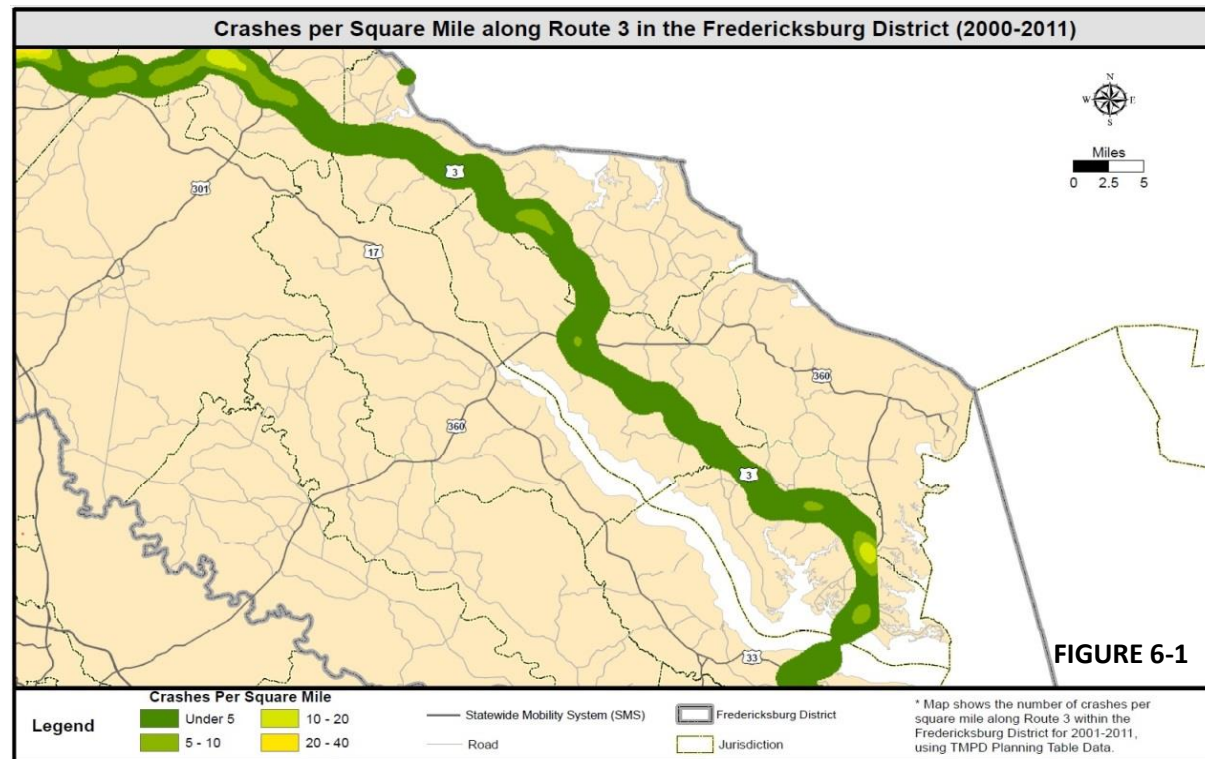 Crashes per Square Mile along Route 3 in the Fredericksburg District (2000-2011)
N
W E
S
Miles
0 2.5 5
3
301
17
360
360
3
33
FIGURE 6-1
Legend
Crashes Per Square Mile
Under 5
10 - 20
5 - 10
20 - 40
Statewide Mobility System (SMS)
Road
Fredericksburg District
Jurisdiction
* Map shows the number of crashes per
square mile along Route 3 within the
Fredericksburg District for 2001-2011,
using TMPD Planning Table Data.